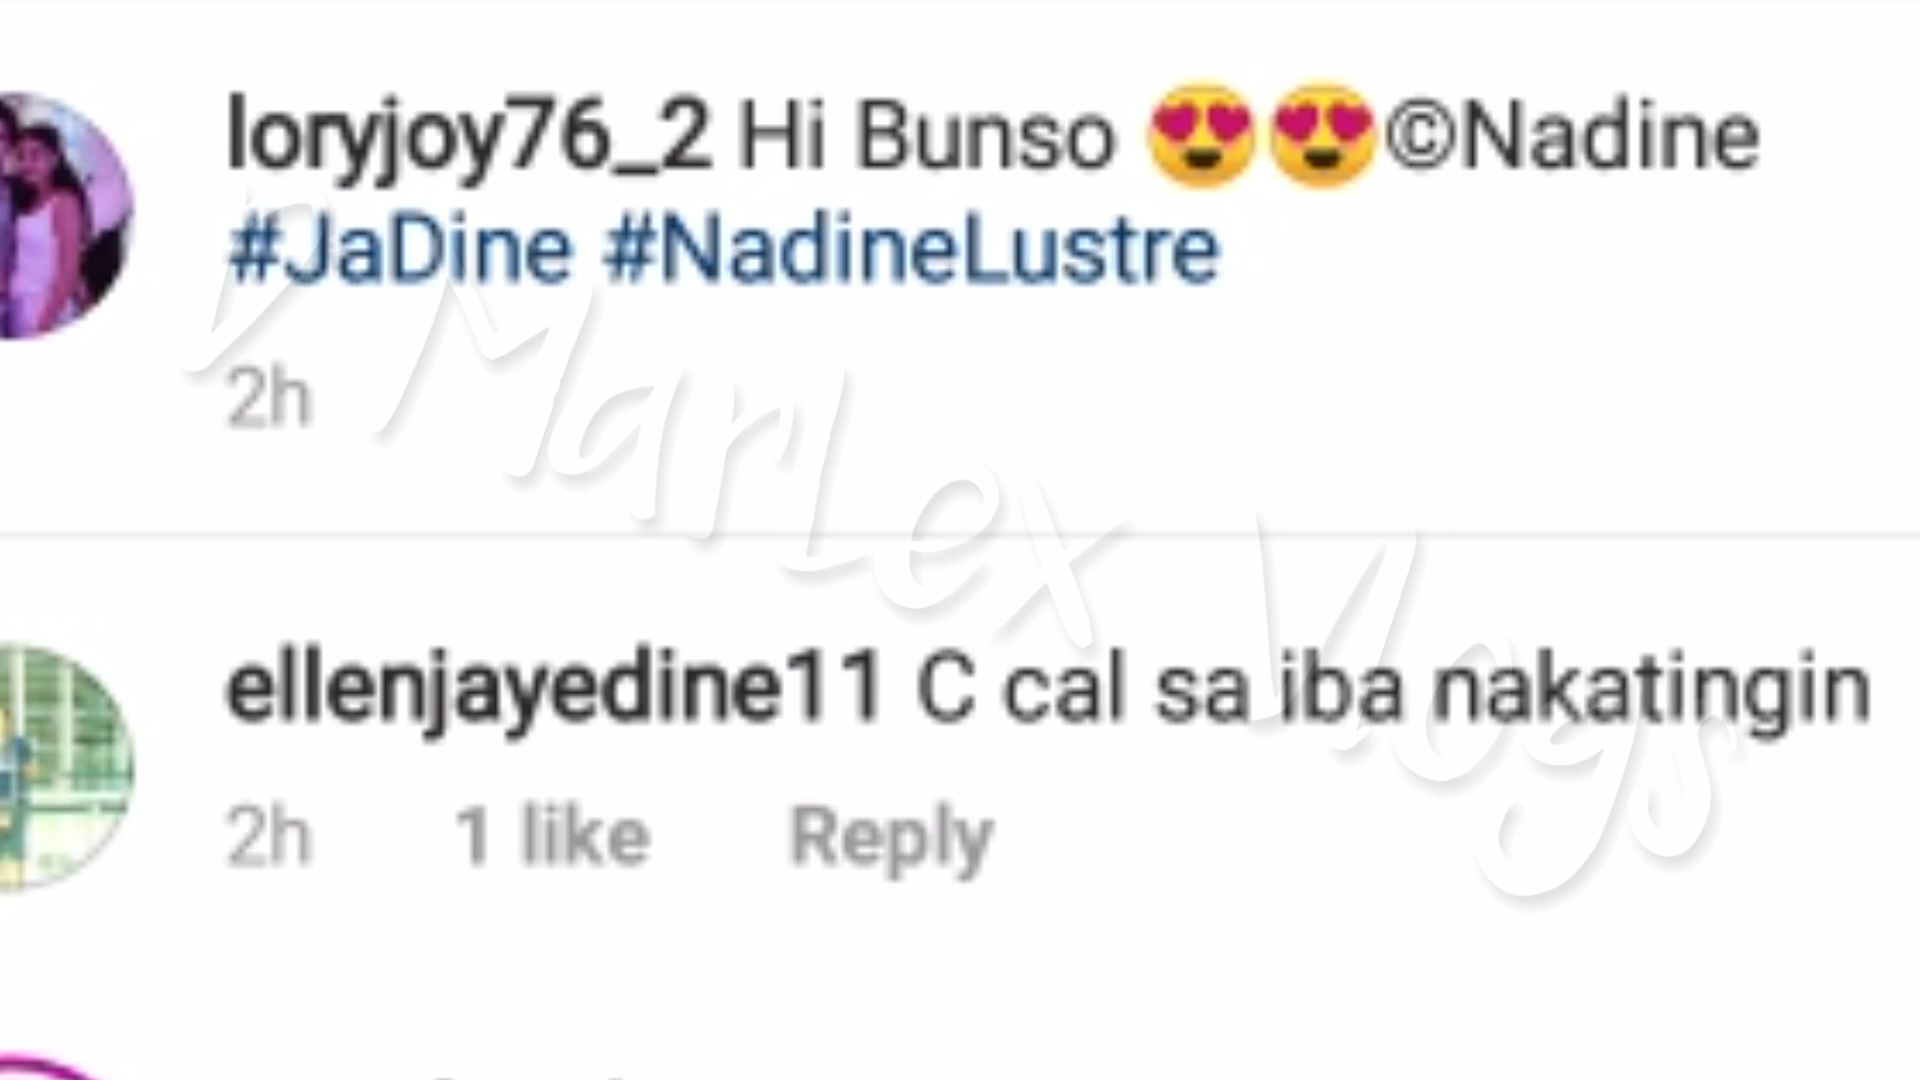 loryjoy76_2 Hi Bunso 😍😍©Nadine
#JaDine #NadineLustre
2h
D MarLex Vlogs
ellenjayedine11 C cal sa iba nakatingin
2h 1 like Reply